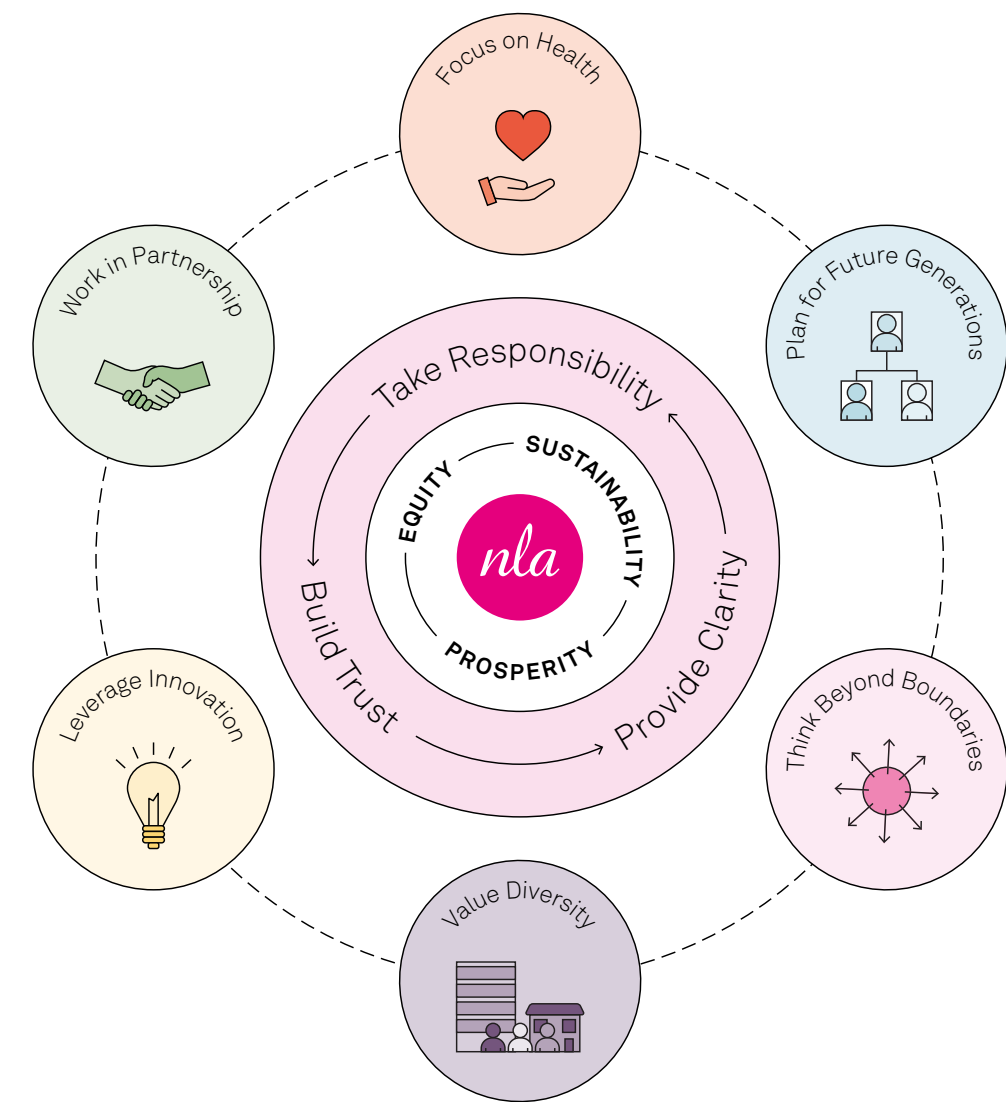 Focus on Health
Work in Partnership
Plan for Future Generations
Take Responsibility
EQUITY
SUSTAINABILITY
nla
PROSPERITY
Build Trust
Provide Clarity
Leverage Innovation
Think Beyond Boundaries
Value Diversity